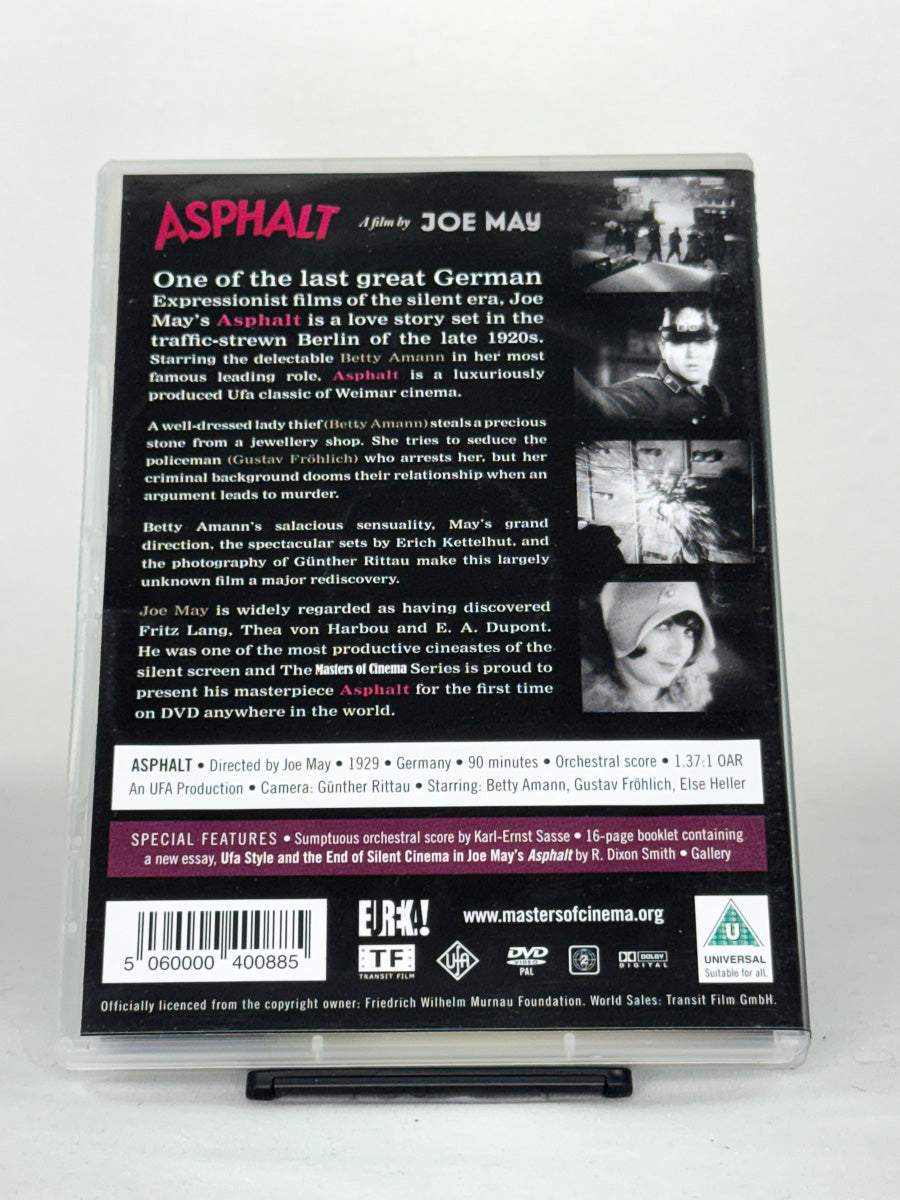 ASPHALT A film by JOE MAY
One of the last great German
Expressionist films of the silent era, Joe
May's Asphalt is a love story set in the
traffic-strewn Berlin of the late 1920s.
Starring the delectable Betty Amann in her most
famous leading role, Asphalt is a luxuriously
produced Ufa classic of Weimar cinema.
A well-dressed lady thief (Betty Amann) steals a precious
stone from a jewellery shop. She tries to seduce the
policeman (Gustav Fröhlich) who arrests her, but her
criminal background dooms their relationship when an
argument leads to murder.
Betty Amann's salacious sensuality, May's grand
direction, the spectacular sets by Erich Kettelhut, and
the photography of Günther Rittau make this largely
unknown film a major rediscovery.
Joe May is widely regarded as having discovered
Fritz Lang, Thea von Harbou and E. A. Dupont.
He was one of the most productive cineastes of the
silent screen and The Masters of Cinema Series is proud to
present his masterpiece Asphalt for the first time
on DVD anywhere in the world.
ASPHALT • Directed by Joe May • 1929 • Germany • 90 minutes • Orchestral score • 1.37:1 OAR
An UFA Production • Camera: Günther Rittau • Starring: Betty Amann, Gustav Fröhlich, Else Heller
SPECIAL FEATURES • Sumptuous orchestral score by Karl-Ernst Sasse • 16-page booklet containing
a new essay, Ufa Style and the End of Silent Cinema in Joe May's Asphalt by R. Dixon Smith • Gallery
EUREKA! www.mastersofcinema.org
5 060000 400885
TF
TRANSIT FILM
UFA
DVD
VIDEO
PAL
2
DOLBY
DIGITAL
U
UNIVERSAL
Suitable for all.
Officially licenced from the copyright owner: Friedrich Wilhelm Murnau Foundation. World Sales: Transit Film GmbH.